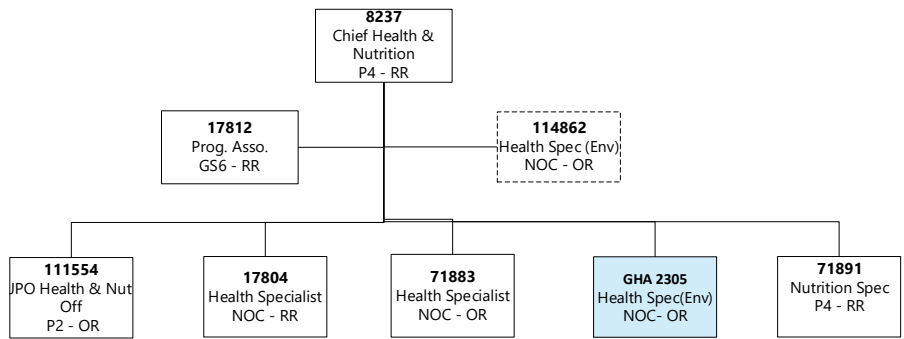 8237
Chief Health &
Nutrition
P4 - RR
17812
Prog. Asso.
GS6 - RR
114862
Health Spec (Env)
NOC - OR
111554
JPO Health & Nut
Off
P2 - OR
17804
Health Specialist
NOC - RR
71883
Health Specialist
NOC - OR
GHA 2305
Health Spec(Env)
NOC- OR
71891
Nutrition Spec
P4 - RR